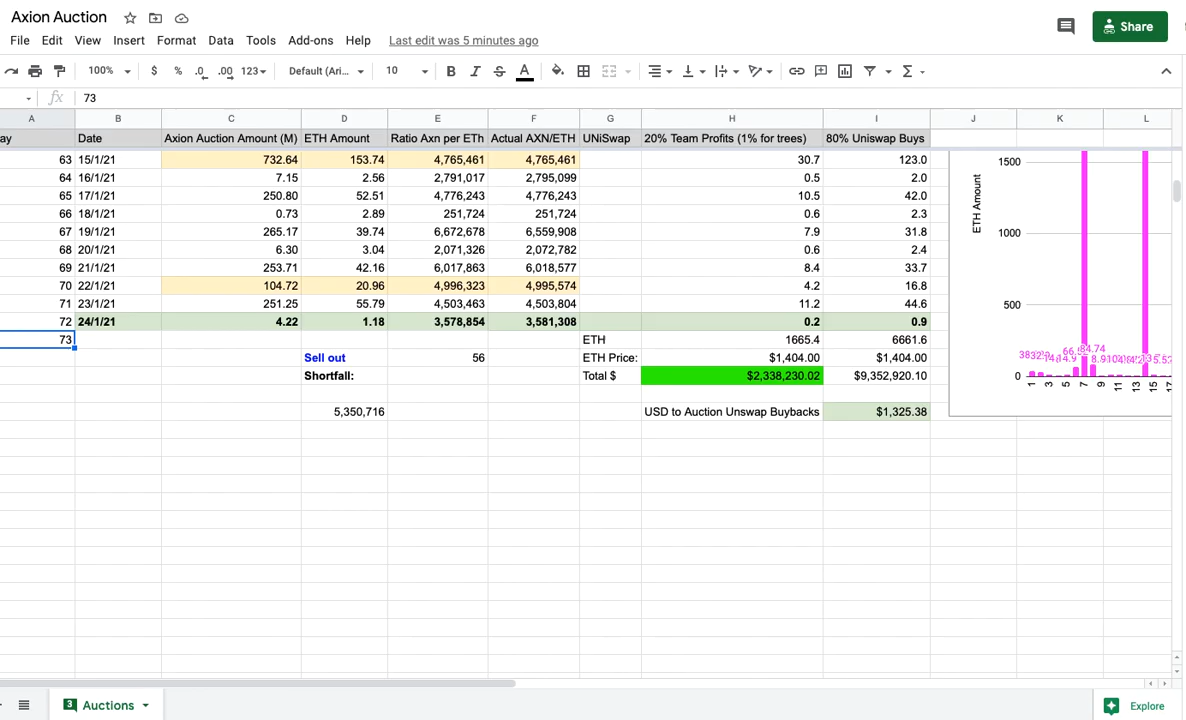 Axion Auction
Share
File Edit View Insert Format Data Tools Add-ons Help Last edit was 5 minutes ago
100% $ % .0 .00 123 Default (Ari... 10 B I S A Σ
fx 73
A B C D E F G H I J K L
ay Date Axion Auction Amount (M) ETH Amount Ratio Axn per ETh Actual AXN/ETH UNiSwap 20% Team Profits (1% for trees) 80% Uniswap Buys
63 15/1/21 732.64 153.74 4,765,461 4,765,461 30.7 123.0
64 16/1/21 7.15 2.56 2,791,017 2,795,099 0.5 2.0
65 17/1/21 250.80 52.51 4,776,243 4,776,243 10.5 42.0
66 18/1/21 0.73 2.89 251,724 251,724 0.6 2.3
67 19/1/21 265.17 39.74 6,672,678 6,559,908 7.9 31.8
68 20/1/21 6.30 3.04 2,071,326 2,072,782 0.6 2.4
69 21/1/21 253.71 42.16 6,017,863 6,018,577 8.4 33.7
70 22/1/21 104.72 20.96 4,996,323 4,995,574 4.2 16.8
71 23/1/21 251.25 55.79 4,503,463 4,503,804 11.2 44.6
72 24/1/21 4.22 1.18 3,578,854 3,581,308 0.2 0.9
73 ETH 1665.4 6661.6
Sell out 56 ETH Price: $1,404.00 $1,404.00
Shortfall: Total $ $2,338,230.02 $9,352,920.10
5,350,716 USD to Auction Unswap Buybacks $1,325.38
ETH Amount
1500
1000
500
0
84.74
1 3 5 7 9 11 13 15 17
3 Auctions
Explore